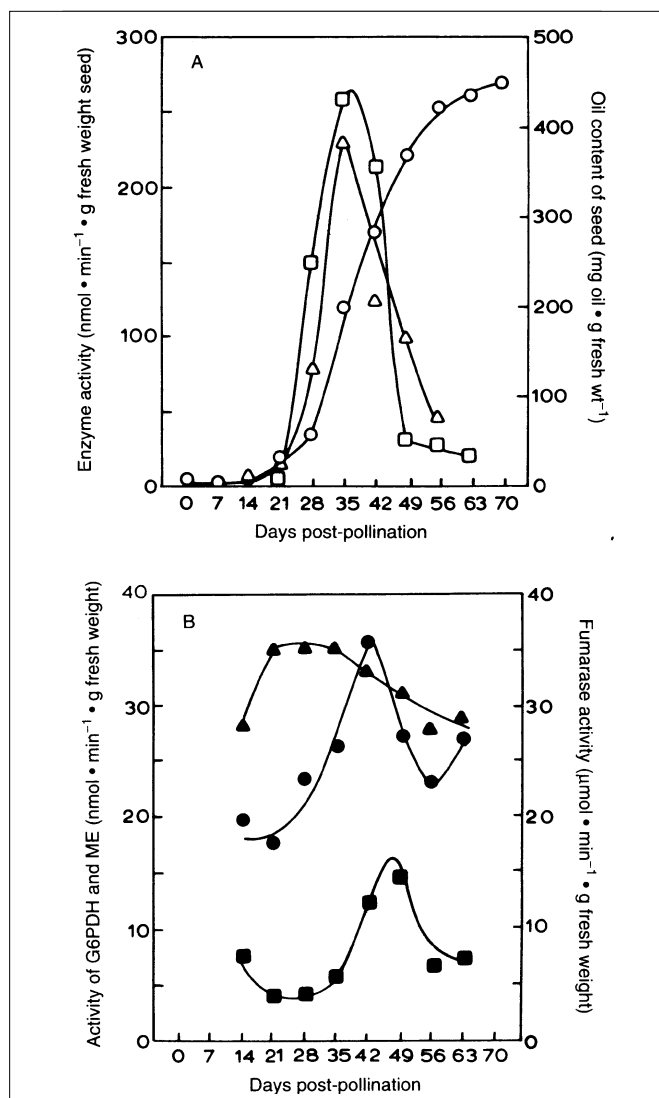 A
300
200
100
0
Enzyme activity (nmol • min⁻¹ • g fresh weight seed)
500
400
300
200
100
0
Oil content of seed (mg oil • g fresh wt⁻¹)
0 7 14 21 28 35 42 49 56 63 70
Days post-pollination
B
40
30
20
10
0
Activity of G6PDH and ME (nmol • min⁻¹ • g fresh weight)
40
30
20
10
0
Fumarase activity (μmol • min⁻¹ • g fresh weight)
0 7 14 21 28 35 42 49 56 63 70
Days post-pollination